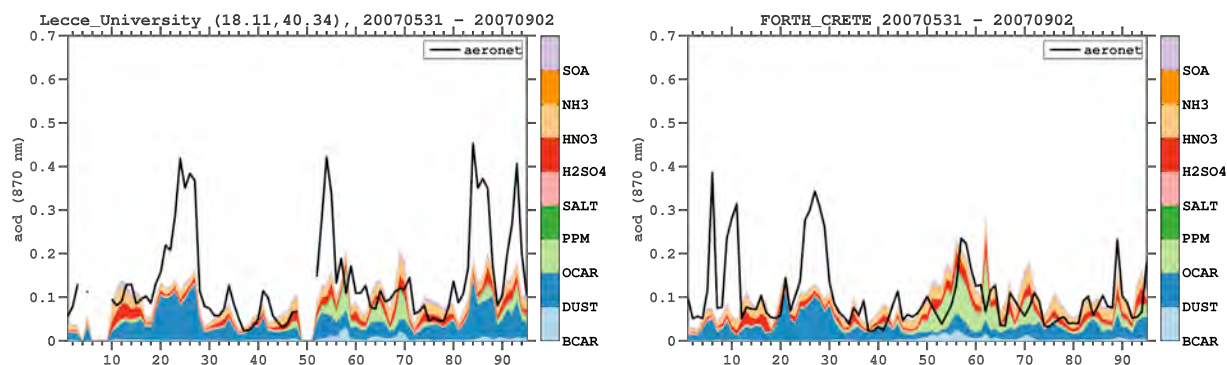 Lecce_University (18.11,40.34), 20070531 – 20070902
aeronet
aod (870 nm)
0.7
0.6
0.5
0.4
0.3
0.2
0.1
0
10 20 30 40 50 60 70 80 90
SOA
NH3
HNO3
H2SO4
SALT
PPM
OCAR
DUST
BCAR
FORTH_CRETE 20070531 – 20070902
aeronet
aod (870 nm)
0.7
0.6
0.5
0.4
0.3
0.2
0.1
0
10 20 30 40 50 60 70 80 90
SOA
NH3
HNO3
H2SO4
SALT
PPM
OCAR
DUST
BCAR